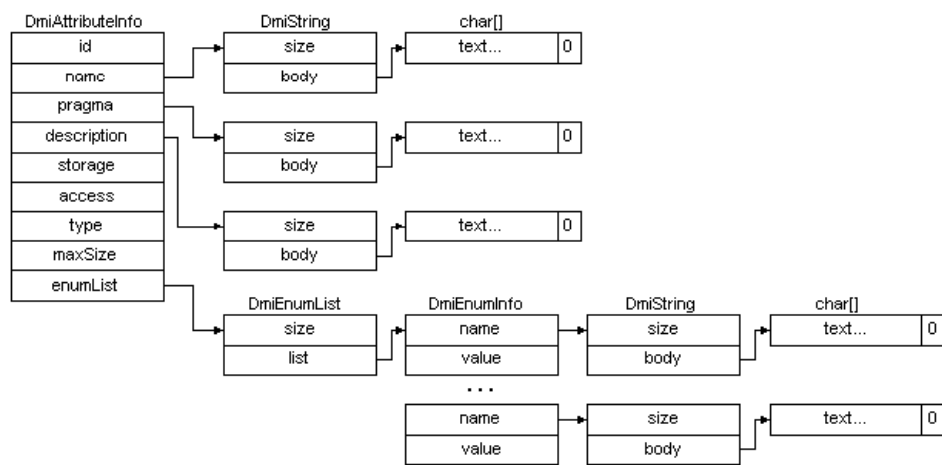 DmiAttributeInfo DmiString char[]
id size text... 0
name body
pragma
description size text... 0
storage body
access
type size text... 0
maxSize body
enumList
DmiEnumList DmiEnumInfo DmiString char[]
size name size text... 0
list value body
...
name size text... 0
value body